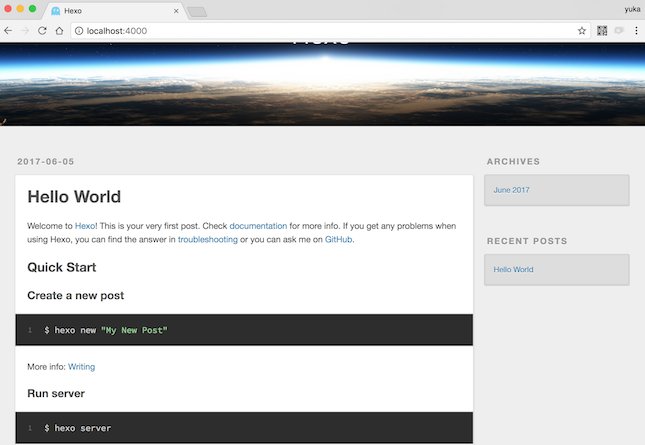 Hexo
yuka
localhost:4000
2017-06-05
Hello World
Welcome to Hexo! This is your very first post. Check documentation for more info. If you get any problems when
using Hexo, you can find the answer in troubleshooting or you can ask me on GitHub.
Quick Start
Create a new post
1 $ hexo new "My New Post"
More info: Writing
Run server
1 $ hexo server
ARCHIVES
June 2017
RECENT POSTS
Hello World